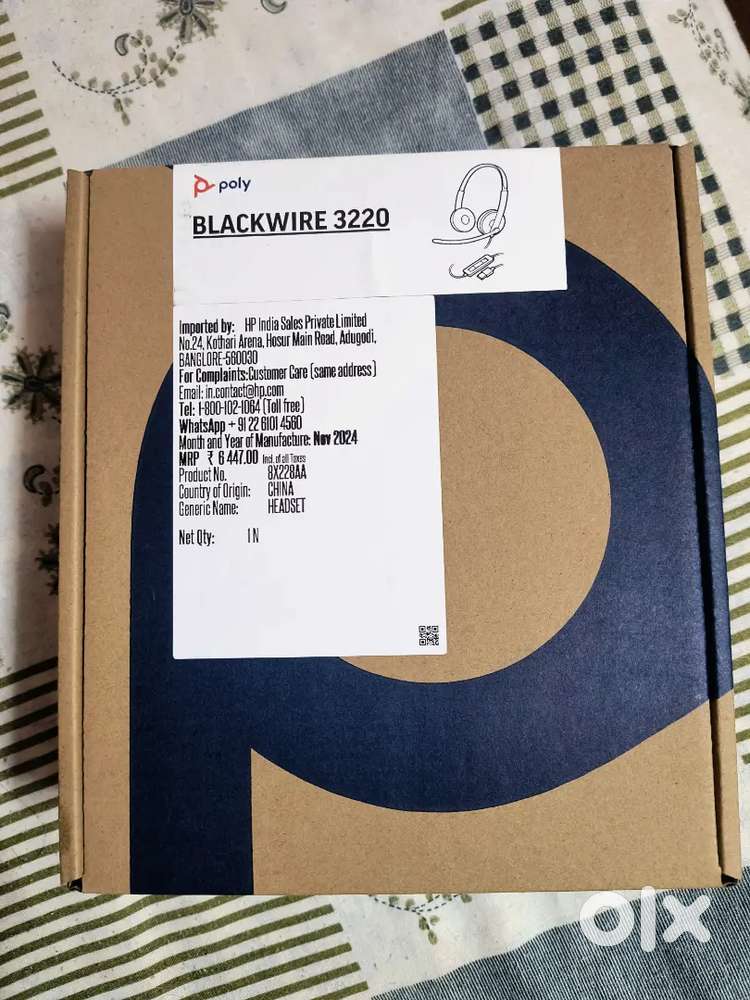 poly
BLACKWIRE 3220
Imported by: HP India Sales Private Limited
No.24, Kothari Arena, Hosur Main Road, Adugodi,
BANGLORE-560030
For Complaints:Customer Care (same address)
Email: in.contact@hp.com
Tel: 1-800-102-1064 (Toll free)
WhatsApp + 91 22 6101 4560
Month and Year of Manufacture: Nov 2024
MRP ₹ 6 447.00 Incl. of all Taxes
Product No. 8X228AA
Country of Origin: CHINA
Generic Name: HEADSET
Net Qty: 1 N
olx